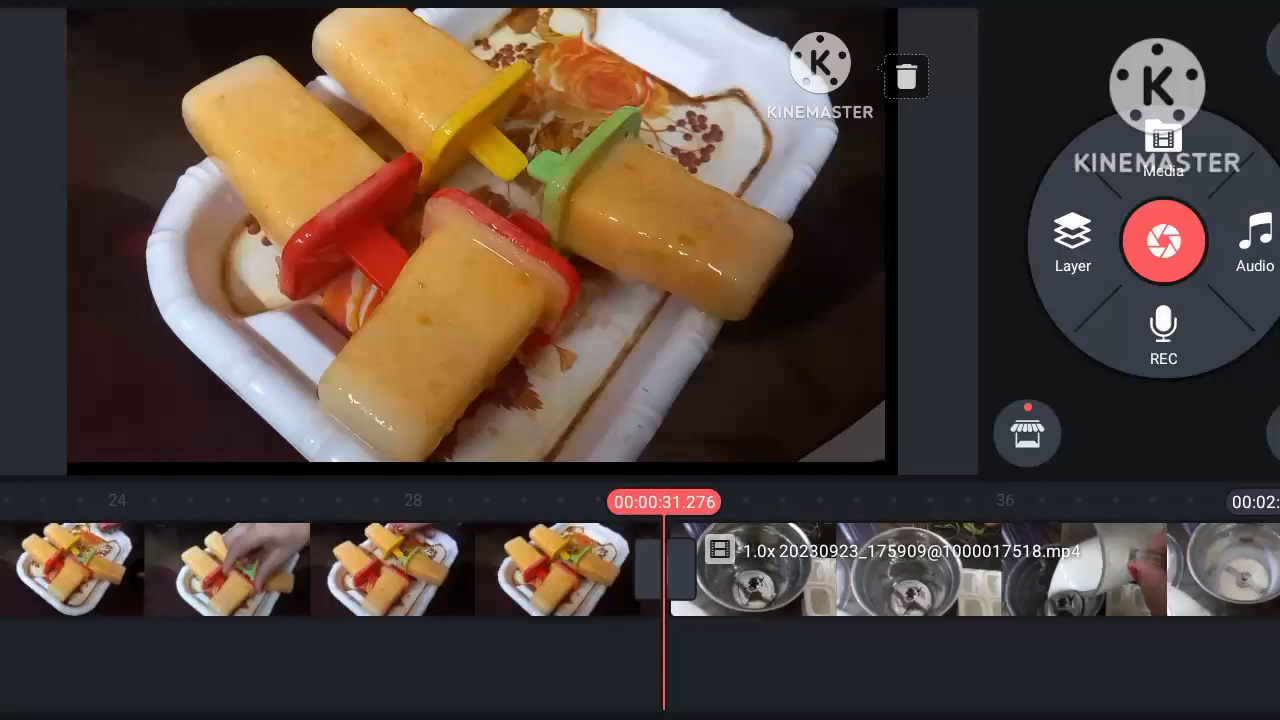 KINEMASTER
KINEMASTER
Media
Layer
Audio
REC
24
28
00:00:31.276
36
00:02:
1.0x 20230923_175909@1000017518.mp4